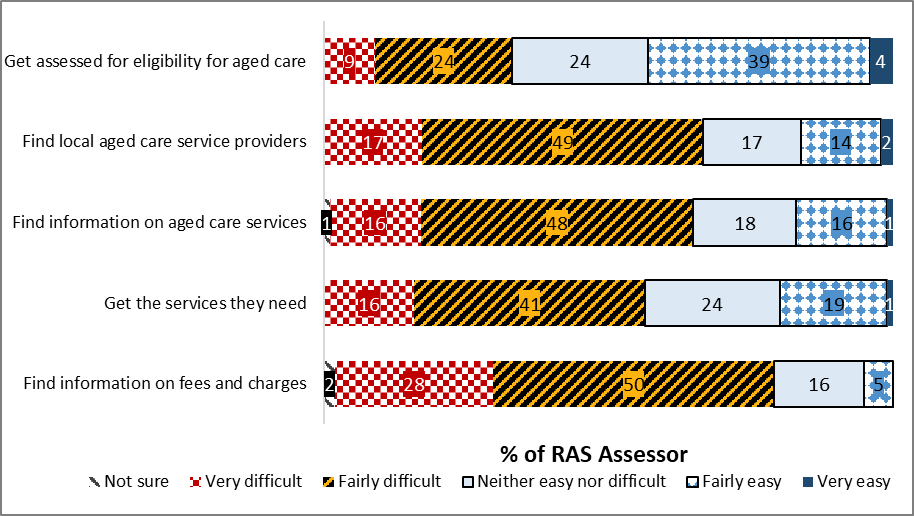 Get assessed for eligibility for aged care 9 24 24 39 4
Find local aged care service providers 17 49 17 14 2
Find information on aged care services 1 16 48 18 16 1
Get the services they need 16 41 24 19 1
Find information on fees and charges 2 28 50 16 5
% of RAS Assessor
Not sure Very difficult Fairly difficult Neither easy nor difficult Fairly easy Very easy